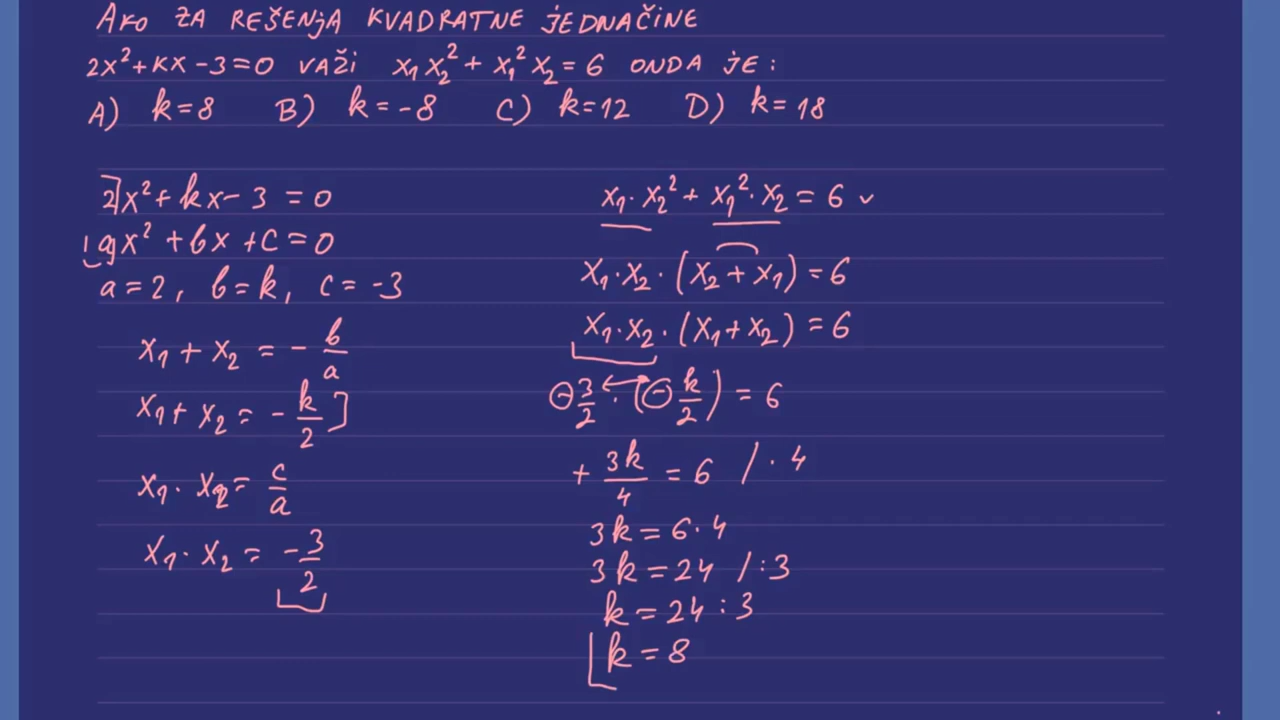 AKO ZA REŠENJA KVADRATNE JEDNAČINE
2x²+kx-3=0 VAŽI x₁x₂²+x₁²x₂=6 ONDA JE:
A) k=8 B) k=-8 C) k=12 D) k=18
2x²+kx-3=0
ax²+bx+c=0
a=2, b=k, c=-3
x₁+x₂=-b/a
x₁+x₂=-k/2
x₁·x₂=c/a
x₁·x₂=-3/2
x₁·x₂²+x₁²·x₂=6
x₁·x₂·(x₂+x₁)=6
x₁·x₂·(x₁+x₂)=6
-3/2·(-k/2)=6
+3k/4=6 /·4
3k=6·4
3k=24 /:3
k=24:3
k=8